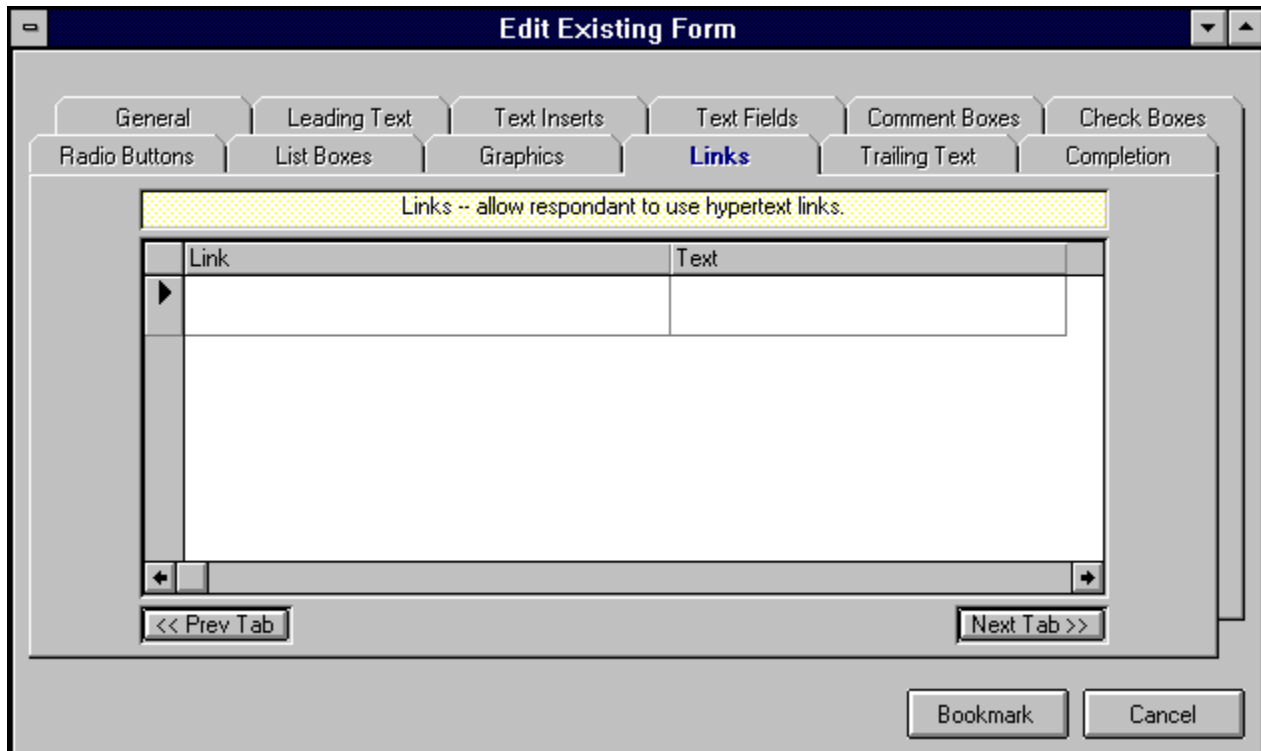 Edit Existing Form
General Leading Text Text Inserts Text Fields Comment Boxes Check Boxes
Radio Buttons List Boxes Graphics Links Trailing Text Completion
Links -- allow respondant to use hypertext links.
Link Text
<< Prev Tab Next Tab >>
Bookmark Cancel